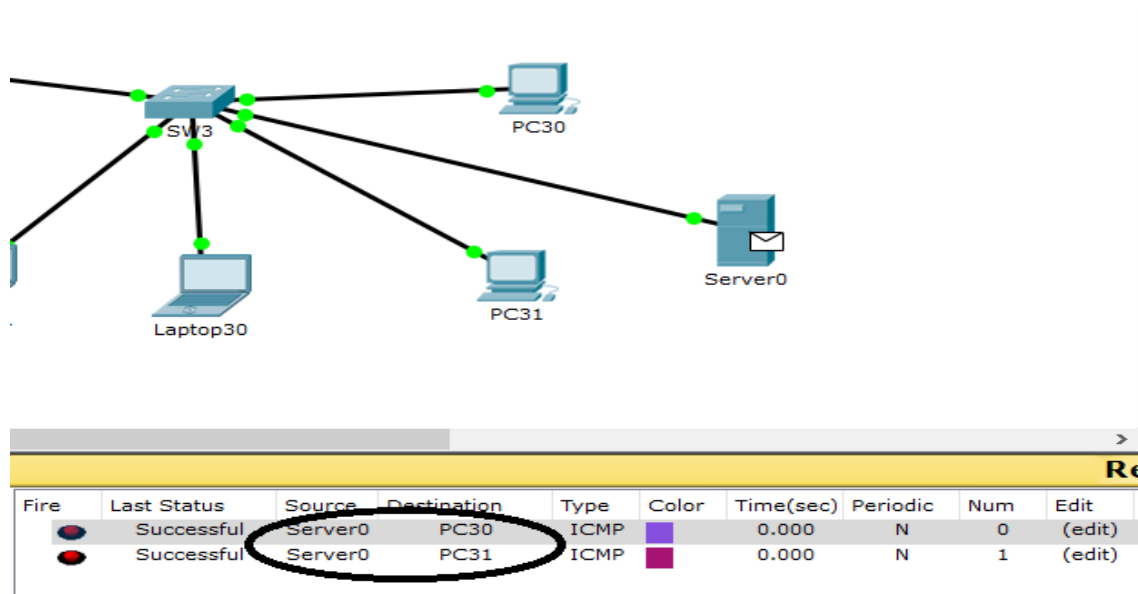 PC30
SW3
Server0
PC31
Laptop30
>
Re
Fire Last Status Source Destination Type Color Time(sec) Periodic Num Edit
Successful Server0 PC30 ICMP 0.000 N 0 (edit)
Successful Server0 PC31 ICMP 0.000 N 1 (edit)